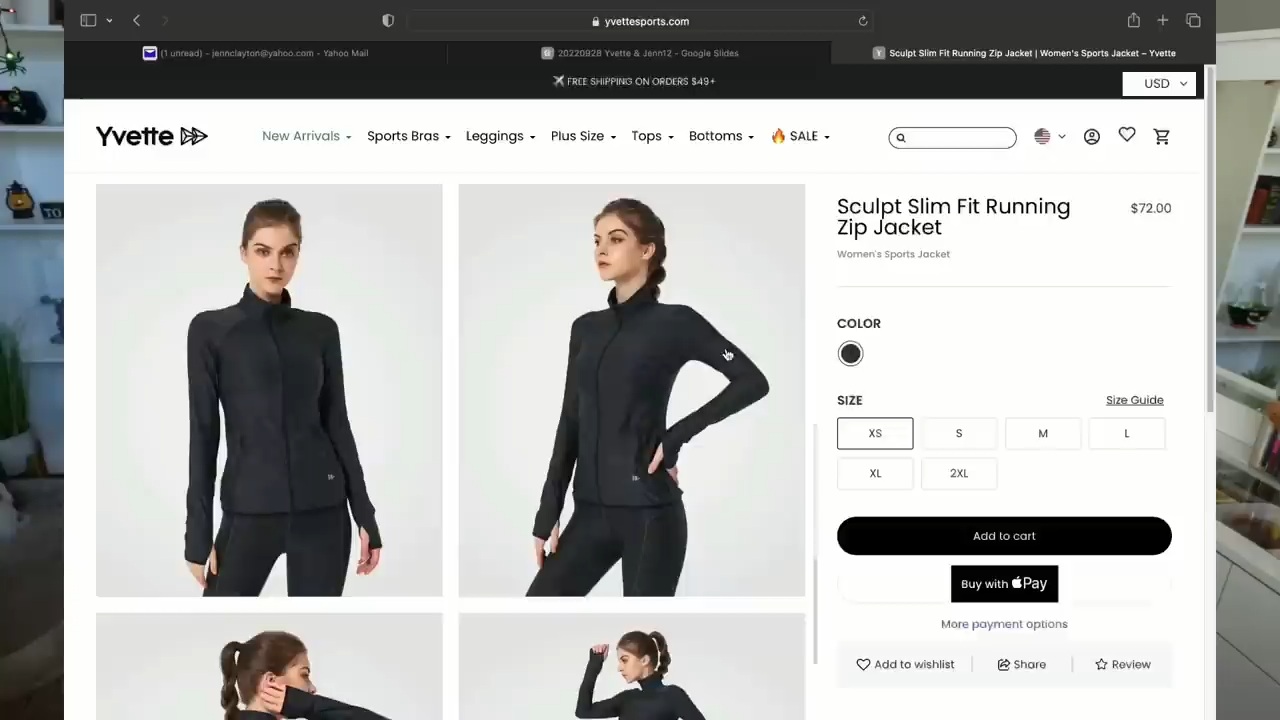 yvettesports.com
(1 unread) - jennclayton@yahoo.com - Yahoo Mail
20220928 Yvette & Jenn12 - Google Slides
Sculpt Slim Fit Running Zip Jacket | Women's Sports Jacket – Yvette
FREE SHIPPING ON ORDERS $49+
USD
Yvette
New Arrivals
Sports Bras
Leggings
Plus Size
Tops
Bottoms
SALE
TO
Sculpt Slim Fit Running
Zip Jacket
$72.00
Women's Sports Jacket
COLOR
SIZE
Size Guide
XS
S
M
L
XL
2XL
Add to cart
Buy with Pay
More payment options
Add to wishlist
Share
Review